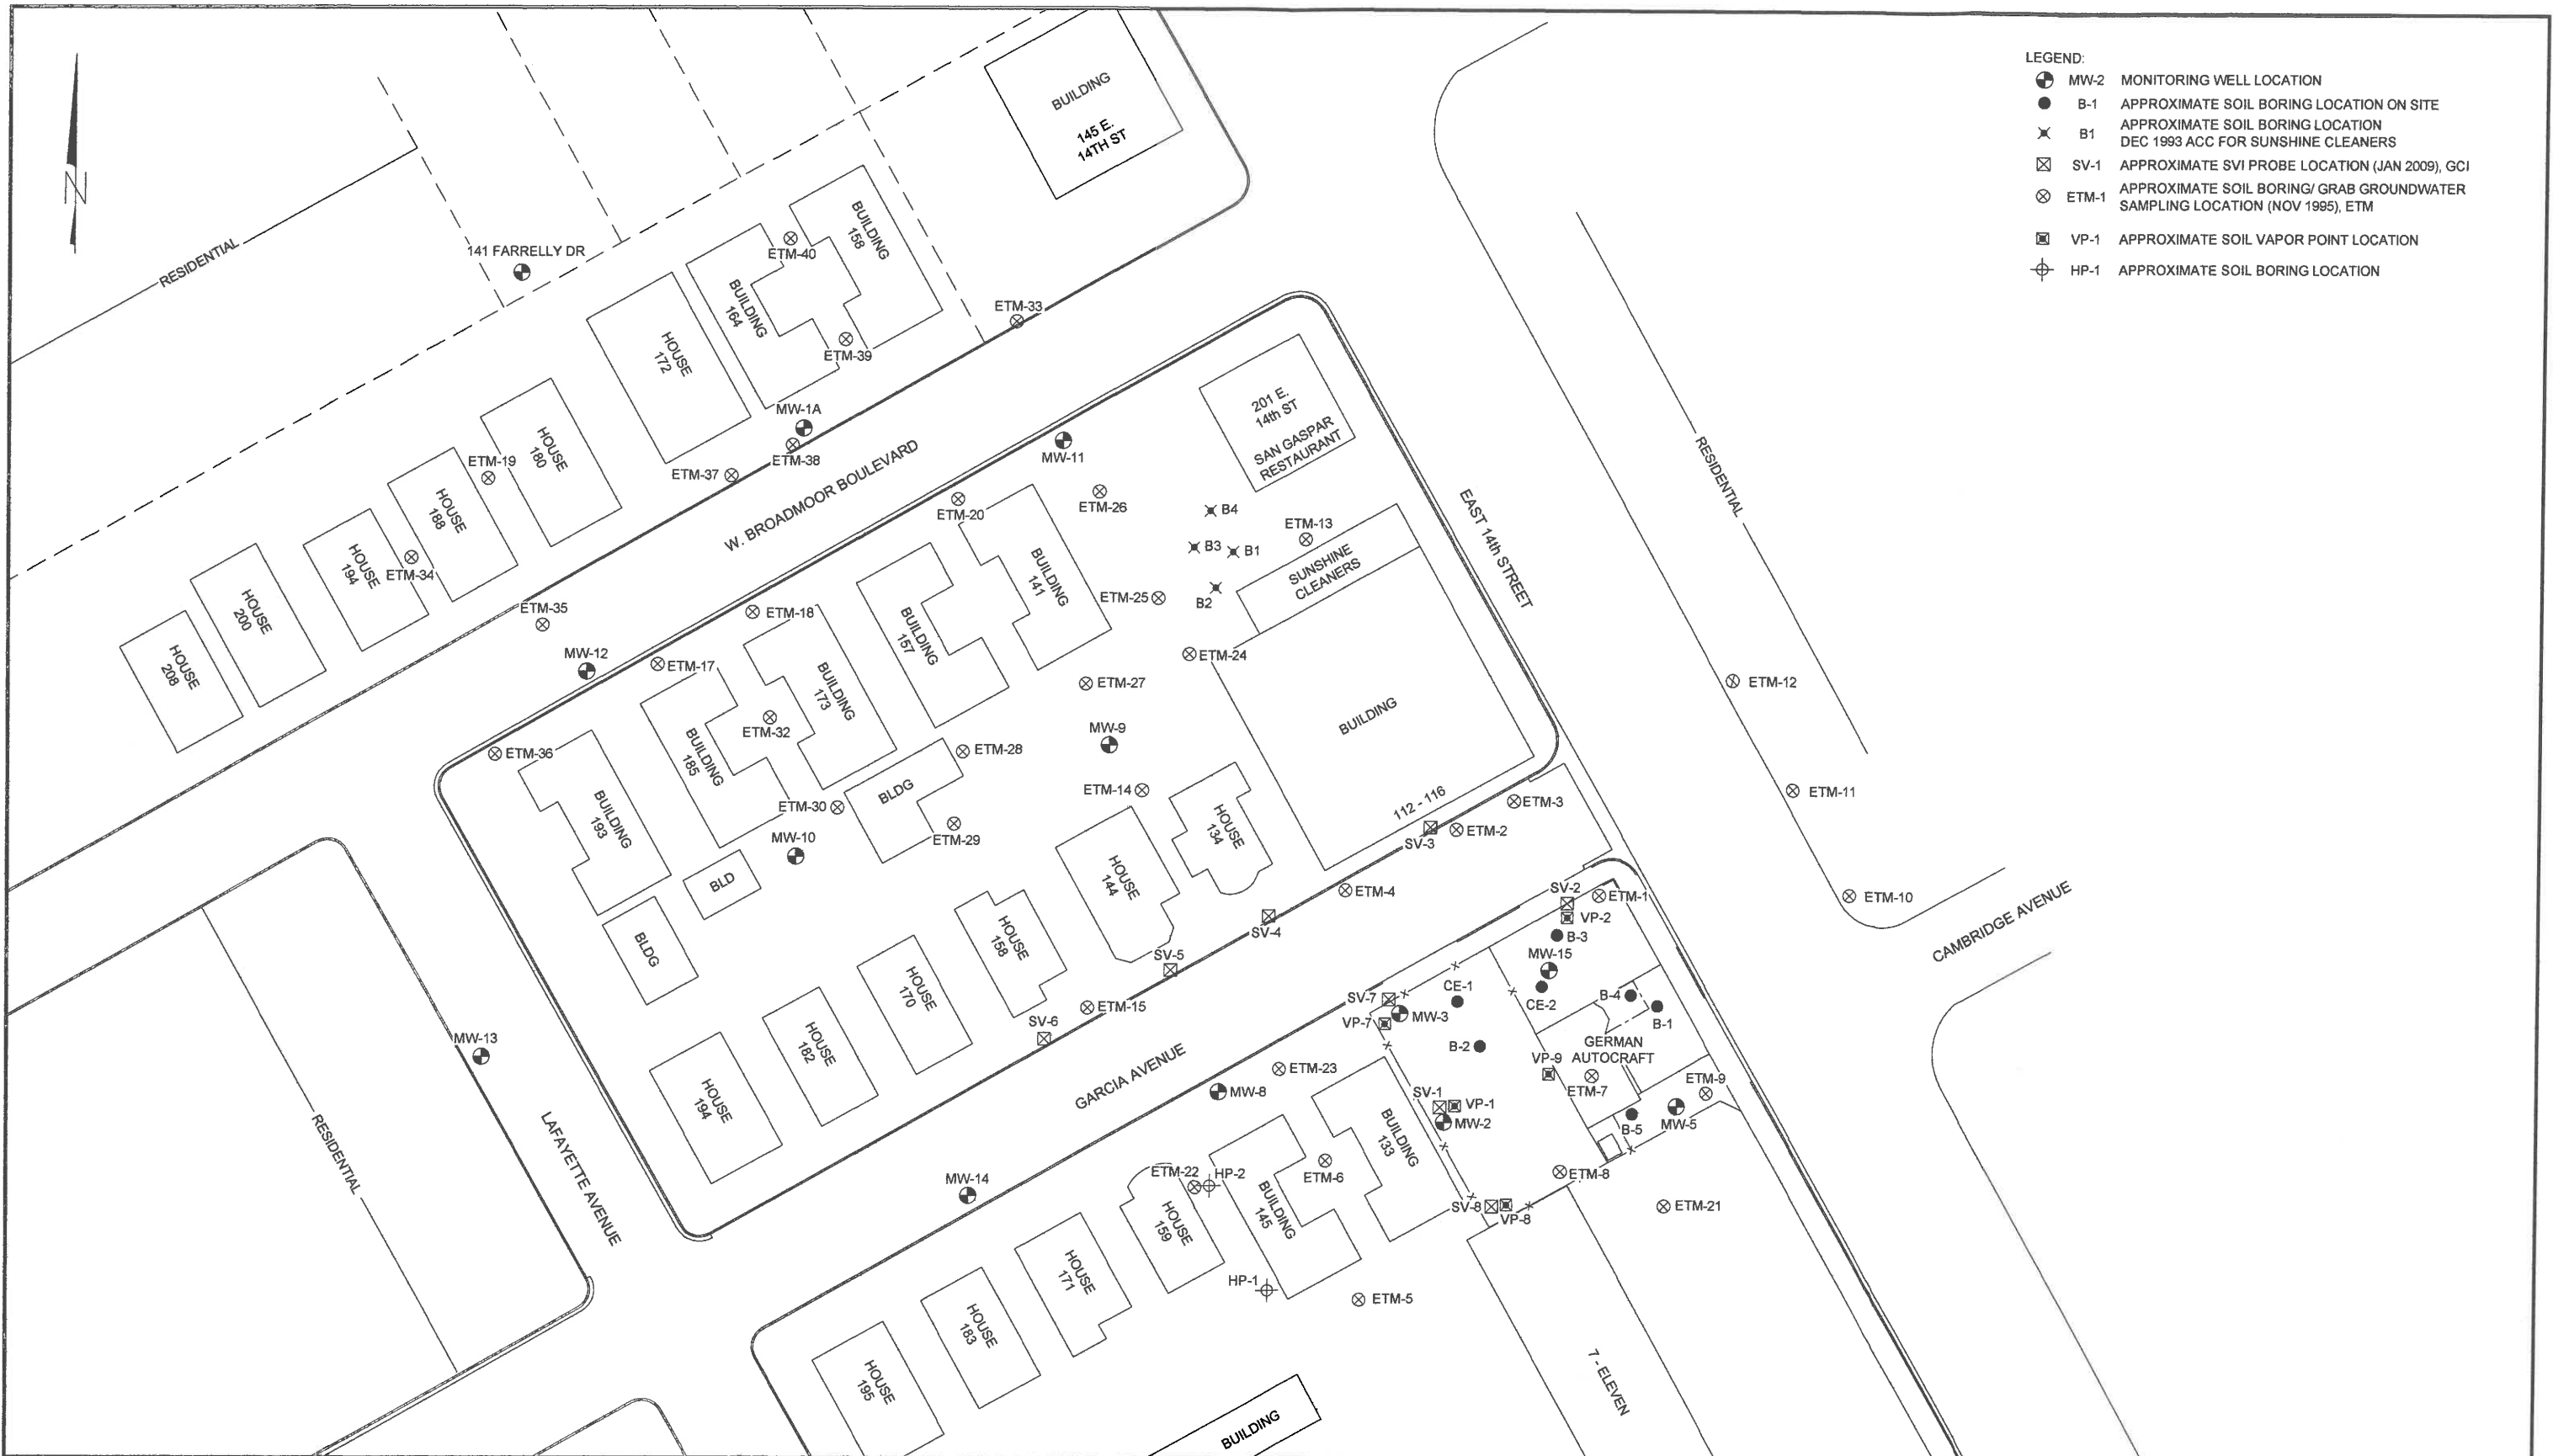 LEGEND:
MW-2 MONITORING WELL LOCATION
B-1 APPROXIMATE SOIL BORING LOCATION ON SITE
B1 APPROXIMATE SOIL BORING LOCATION
DEC 1993 ACC FOR SUNSHINE CLEANERS
SV-1 APPROXIMATE SVI PROBE LOCATION (JAN 2009), GCI
ETM-1 APPROXIMATE SOIL BORING/ GRAB GROUNDWATER
SAMPLING LOCATION (NOV 1995), ETM
VP-1 APPROXIMATE SOIL VAPOR POINT LOCATION
HP-1 APPROXIMATE SOIL BORING LOCATION
N
RESIDENTIAL
141 FARRELLY DR
BUILDING
145 E.
14TH ST
BUILDING
158
ETM-40
BUILDING
164
ETM-39
ETM-33
HOUSE
172
MW-1A
ETM-38
ETM-37
HOUSE
180
ETM-19
HOUSE
188
ETM-34
HOUSE
194
HOUSE
200
HOUSE
208
ETM-35
W. BROADMOOR BOULEVARD
MW-11
201 E.
14th ST
SAN GASPAR
RESTAURANT
EAST 14th STREET
RESIDENTIAL
ETM-20
ETM-26
B4
B3
B1
B2
ETM-13
SUNSHINE
CLEANERS
BUILDING
141
ETM-25
ETM-24
ETM-18
BUILDING
157
MW-12
ETM-17
BUILDING
173
ETM-27
ETM-32
BUILDING
185
MW-9
BUILDING
ETM-12
ETM-36
ETM-28
BLDG
ETM-30
ETM-29
ETM-14
HOUSE
134
112 - 116
ETM-3
ETM-2
SV-3
ETM-11
BUILDING
193
MW-10
BLD
BLDG
HOUSE
144
ETM-4
SV-4
SV-5
HOUSE
158
HOUSE
170
ETM-15
SV-6
HOUSE
182
HOUSE
194
SV-2
ETM-1
VP-2
B-3
MW-15
CE-2
CE-1
SV-7
MW-3
VP-7
B-4
B-1
B-2
GERMAN
AUTOCRAFT
VP-9
ETM-7
ETM-9
MW-5
B-5
ETM-10
CAMBRIDGE AVENUE
MW-13
RESIDENTIAL
LAFAYETTE AVENUE
GARCIA AVENUE
ETM-23
MW-8
SV-1
VP-1
MW-2
BUILDING
133
ETM-6
ETM-8
ETM-21
SV-8
VP-8
MW-14
ETM-22
HP-2
HOUSE
159
BUILDING
145
HP-1
ETM-5
HOUSE
171
HOUSE
183
HOUSE
195
BUILDING
7 - ELEVEN